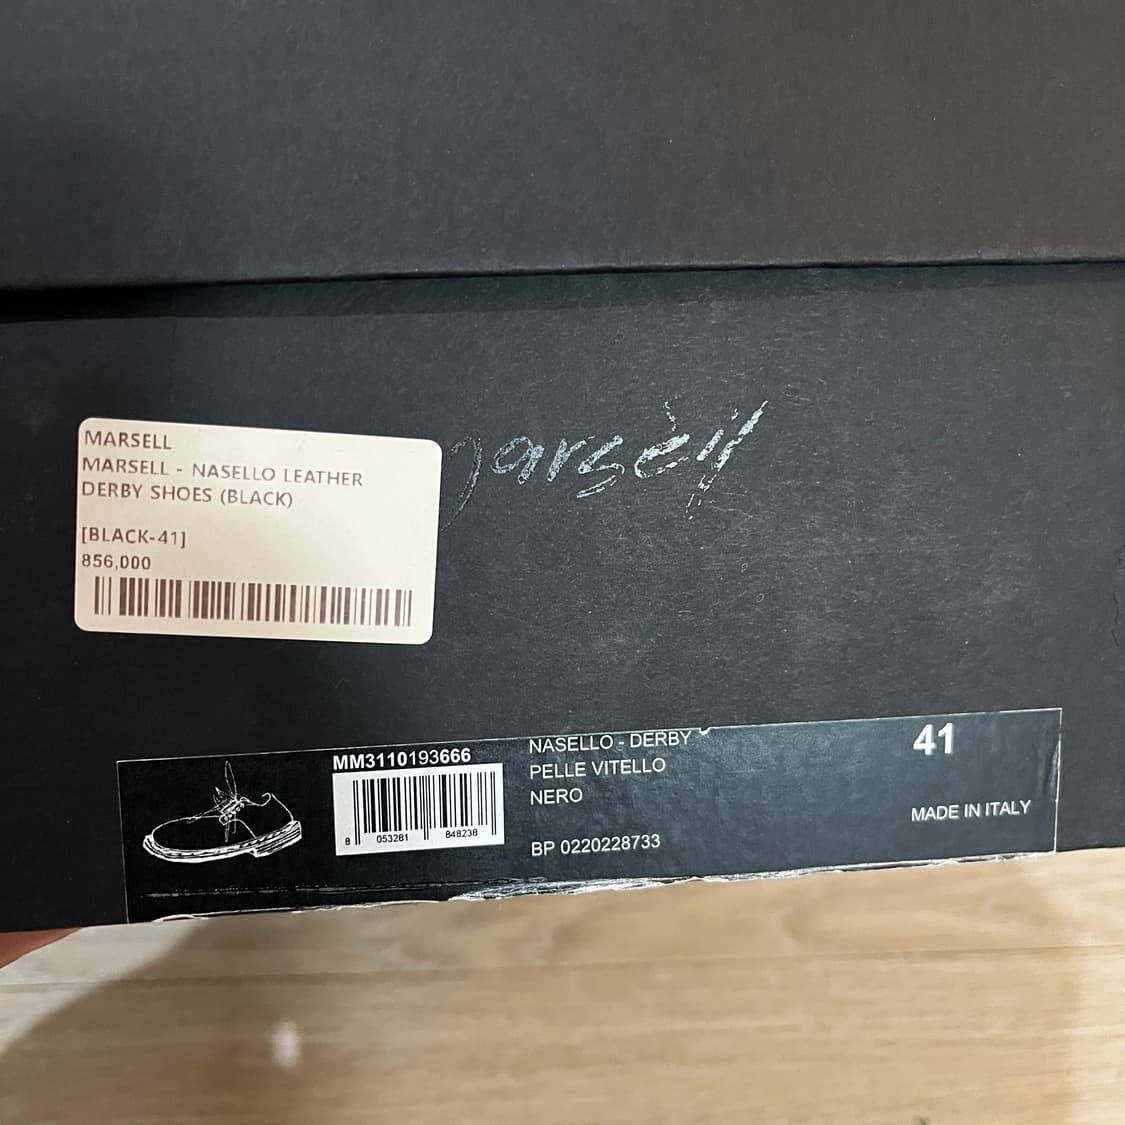 marsèll
MARSELL
MARSELL - NASELLO LEATHER
DERBY SHOES (BLACK)
[BLACK-41]
856,000
MM3110193666
8 053281 848238
NASELLO - DERBY
PELLE VITELLO
NERO
BP 0220228733
41
MADE IN ITALY